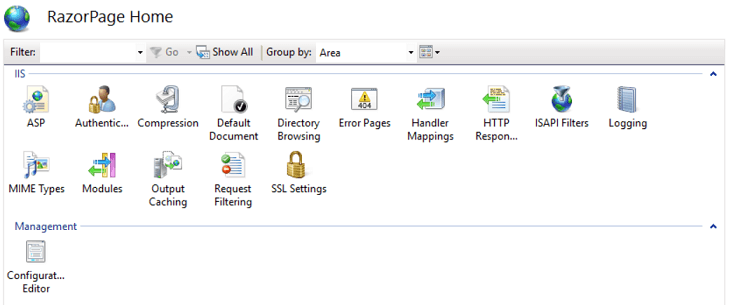 RazorPage Home
Filter: Go Show All Group by: Area
IIS
ASP Authentic... Compression Default Document Directory Browsing Error Pages Handler Mappings HTTP Respon... ISAPI Filters Logging
404
MIME Types Modules Output Caching Request Filtering SSL Settings
Management
Configurat... Editor